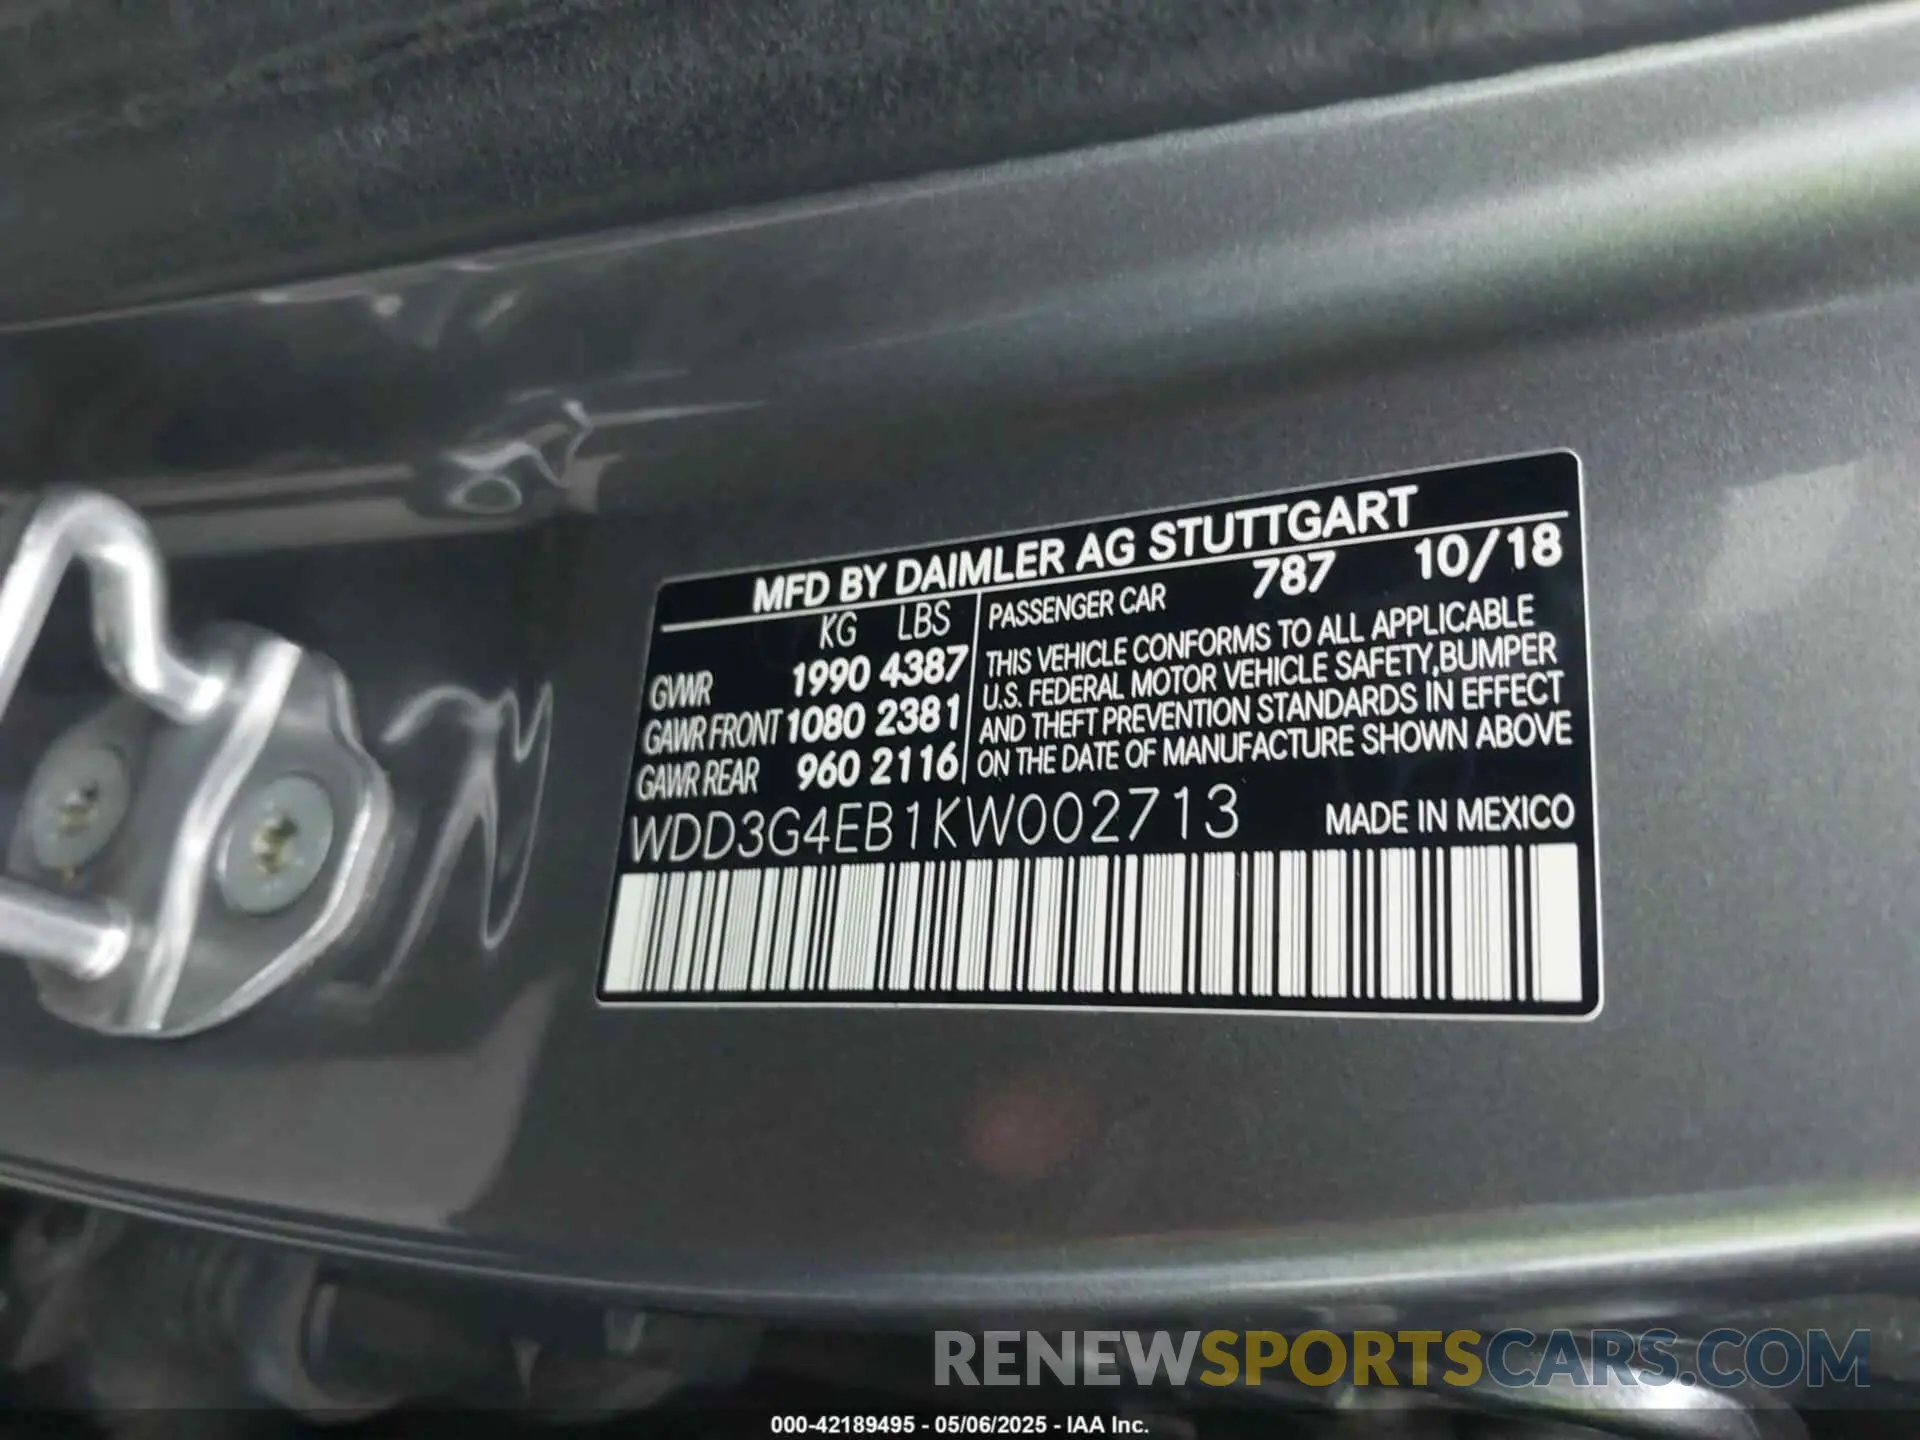 MFD BY DAIMLER AG STUTTGART
KG LBS
GVWR 1990 4387
GAWR FRONT 1080 2381
GAWR REAR 960 2116
PASSENGER CAR 787 10/18
THIS VEHICLE CONFORMS TO ALL APPLICABLE
U.S. FEDERAL MOTOR VEHICLE SAFETY, BUMPER
AND THEFT PREVENTION STANDARDS IN EFFECT
ON THE DATE OF MANUFACTURE SHOWN ABOVE
WDD3G4EB1KW002713 MADE IN MEXICO
RENEWSPORTSCARS.COM
000-42189495 - 05/06/2025 - IAA Inc.